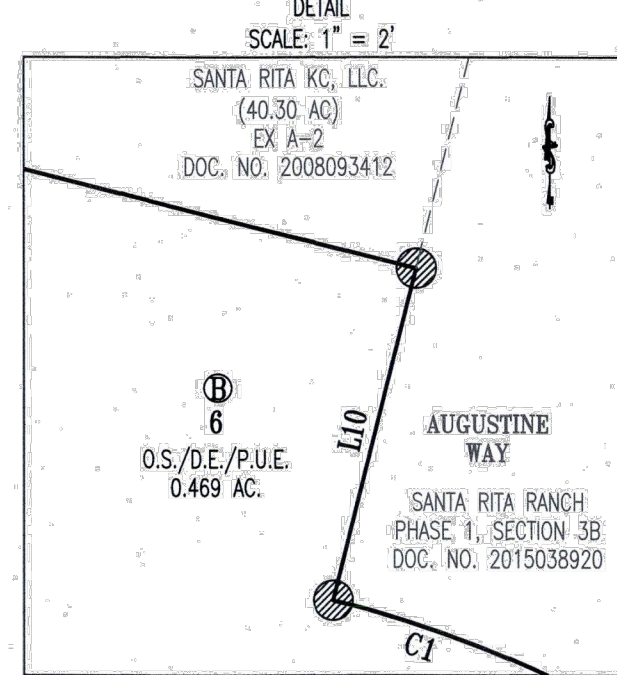 DETAIL
SCALE: 1" = 2'
SANTA RITA KC, LLC.
(40.30 AC)
EX A-2
DOC. NO. 2008093412
B
6
O.S./D.E./P.U.E.
0.469 AC.
L10
AUGUSTINE
WAY
SANTA RITA RANCH
PHASE 1, SECTION 3B
DOC. NO. 2015038920
C1